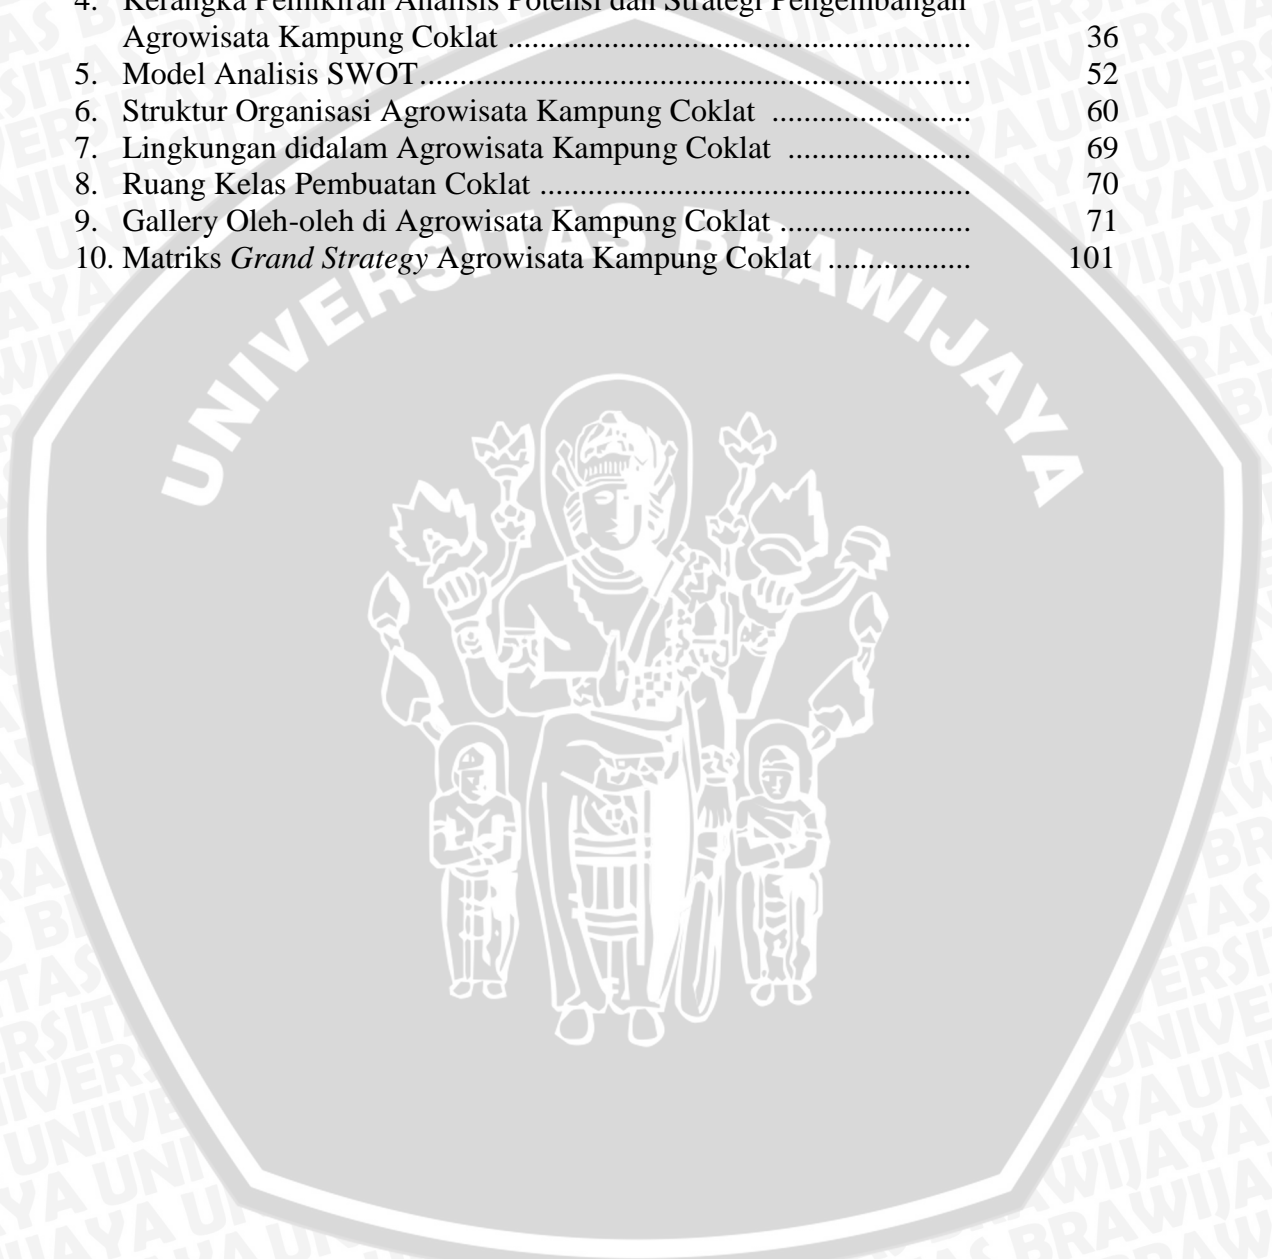 4. Kerangka Pemikiran Analisis Potensi dan Strategi Pengembangan
Agrowisata Kampung Coklat .......................................................... 36
5. Model Analisis SWOT..................................................................... 52
6. Struktur Organisasi Agrowisata Kampung Coklat ......................... 60
7. Lingkungan didalam Agrowisata Kampung Coklat ....................... 69
8. Ruang Kelas Pembuatan Coklat ...................................................... 70
9. Gallery Oleh-oleh di Agrowisata Kampung Coklat ........................ 71
10. Matriks Grand Strategy Agrowisata Kampung Coklat .................. 101
UNIVERSITAS BRAWIJAYA